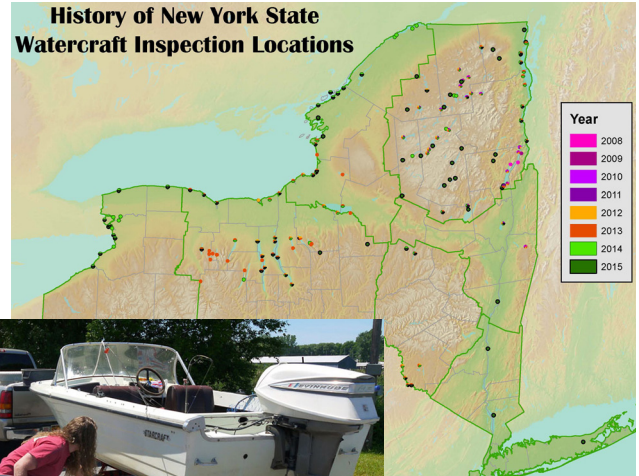 History of New York State
Watercraft Inspection Locations
Year
2008
2009
2010
2011
2012
2013
2014
2015
EVINRUDE